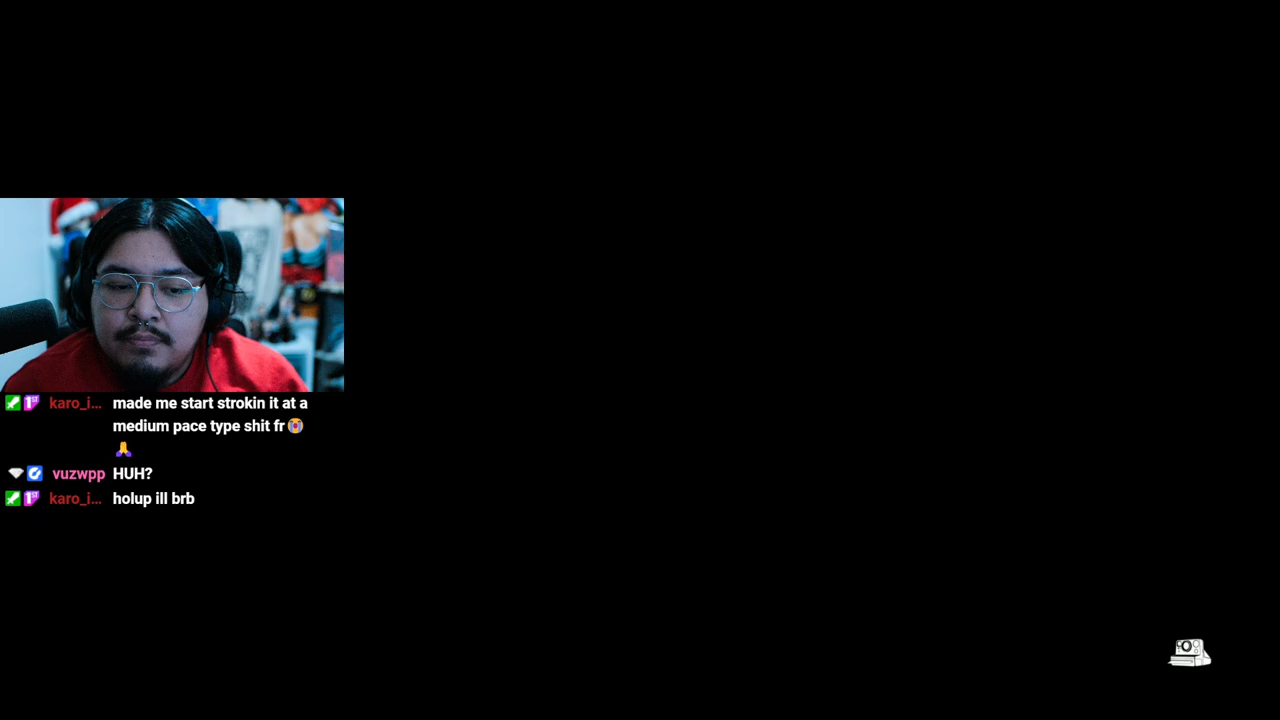 karo_i... made me start strokin it at a
medium pace type shit fr😭
🙏
vuzwpp HUH?
karo_i... holup ill brb